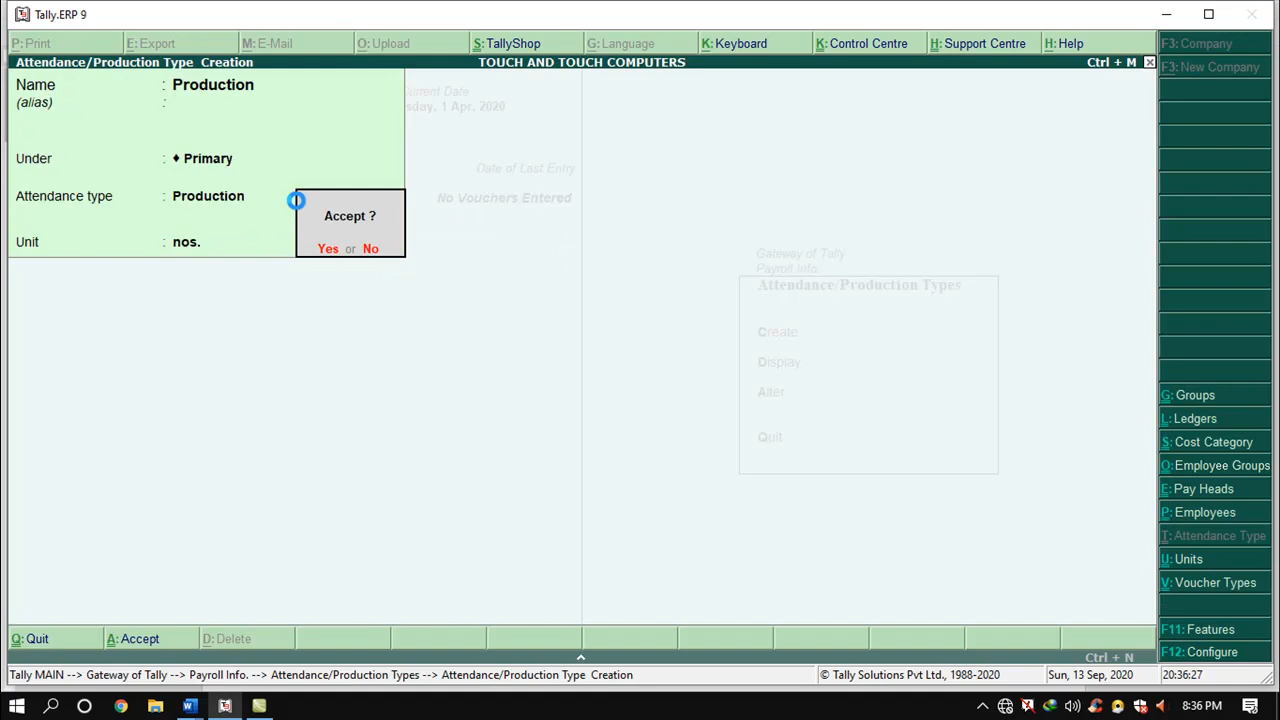 Tally.ERP 9
P: Print E: Export M: E-Mail O: Upload S: TallyShop G: Language K: Keyboard K: Control Centre H: Support Centre H: Help F3: Company
Attendance/Production Type Creation TOUCH AND TOUCH COMPUTERS Ctrl + M
F3: New Company
Name : Production
(alias) :
Current Date
sday, 1 Apr, 2020
Under : ♦ Primary
Date of Last Entry
Attendance type : Production
No Vouchers Entered
Accept ?
Yes or No
Unit : nos.
Gateway of Tally
Payroll Info.
Attendance/Production Types
Create
Display
Alter
Quit
G: Groups
L: Ledgers
S: Cost Category
O: Employee Groups
E: Pay Heads
P: Employees
T: Attendance Type
U: Units
V: Voucher Types
F11: Features
F12: Configure
Q: Quit A: Accept D: Delete
Ctrl + N
Tally MAIN --> Gateway of Tally --> Payroll Info. --> Attendance/Production Types --> Attendance/Production Type Creation © Tally Solutions Pvt Ltd., 1988-2020 Sun, 13 Sep, 2020 20:36:27
8:36 PM